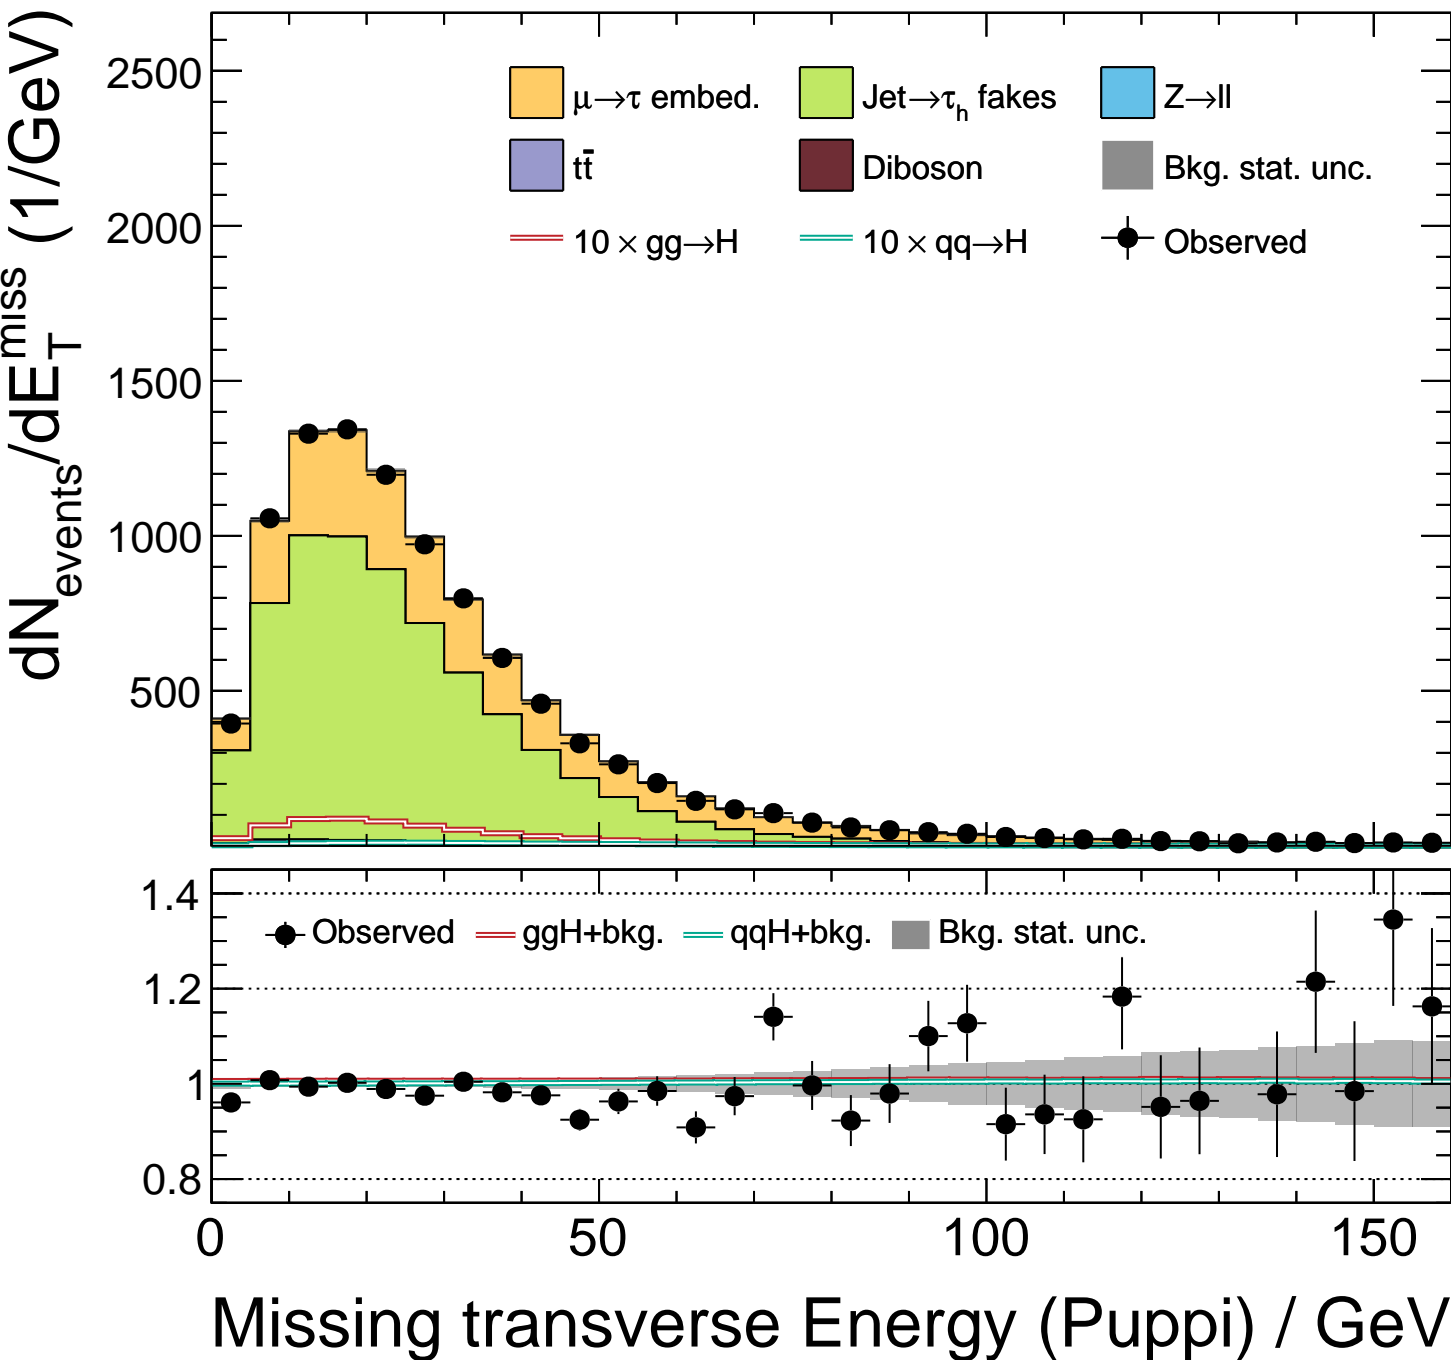 dN_events/dE_T^miss (1/GeV)
2500
2000
1500
1000
500
μ→τ embed. Jet→τ_h fakes Z→ll
tt̄ Diboson Bkg. stat. unc.
10 × gg→H 10 × qq→H Observed
1.4
1.2
1
0.8
Observed ggH+bkg. qqH+bkg. Bkg. stat. unc.
0 50 100 150
Missing transverse Energy (Puppi) / GeV